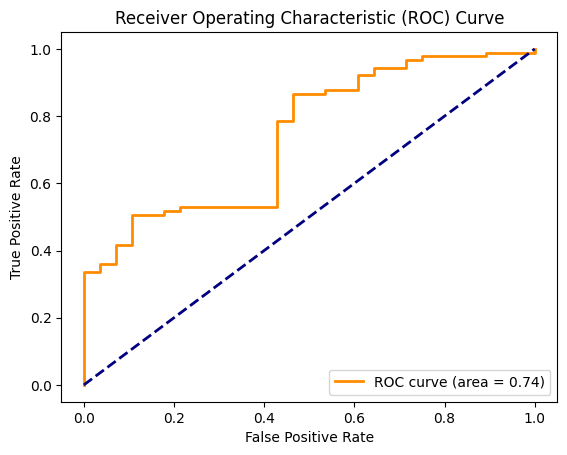 Receiver Operating Characteristic (ROC) Curve
1.0
0.8
0.6
0.4
0.2
0.0
True Positive Rate
ROC curve (area = 0.74)
0.0 0.2 0.4 0.6 0.8 1.0
False Positive Rate